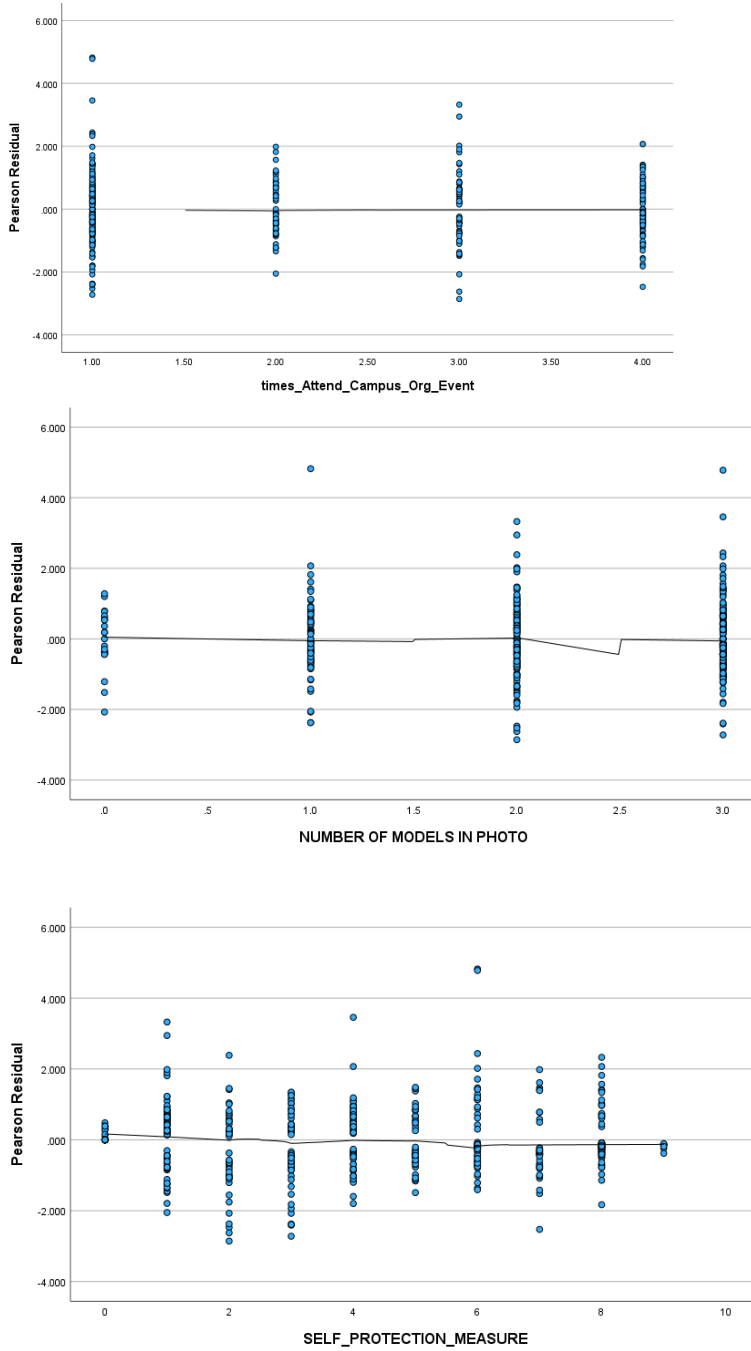 6.000
4.000
2.000
.000
-2.000
-4.000
Pearson Residual
1.00 1.50 2.00 2.50 3.00 3.50 4.00
times_Attend_Campus_Org_Event
6.000
4.000
2.000
.000
-2.000
-4.000
Pearson Residual
.0 .5 1.0 1.5 2.0 2.5 3.0
NUMBER OF MODELS IN PHOTO
6.000
4.000
2.000
.000
-2.000
-4.000
Pearson Residual
0 2 4 6 8 10
SELF_PROTECTION_MEASURE